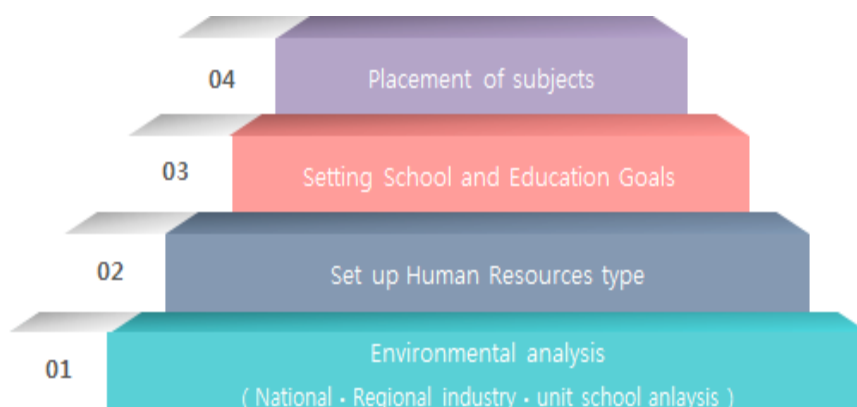 04
Placement of subjects
03
Setting School and Education Goals
02
Set up Human Resources type
01
Environmental analysis
( National · Regional industry · unit school anlaysis )